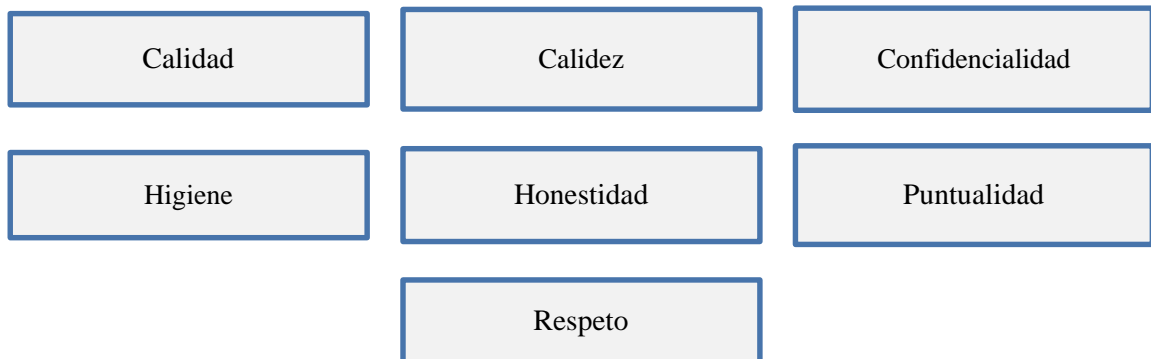 Calidad
Calidez
Confidencialidad
Higiene
Honestidad
Puntualidad
Respeto